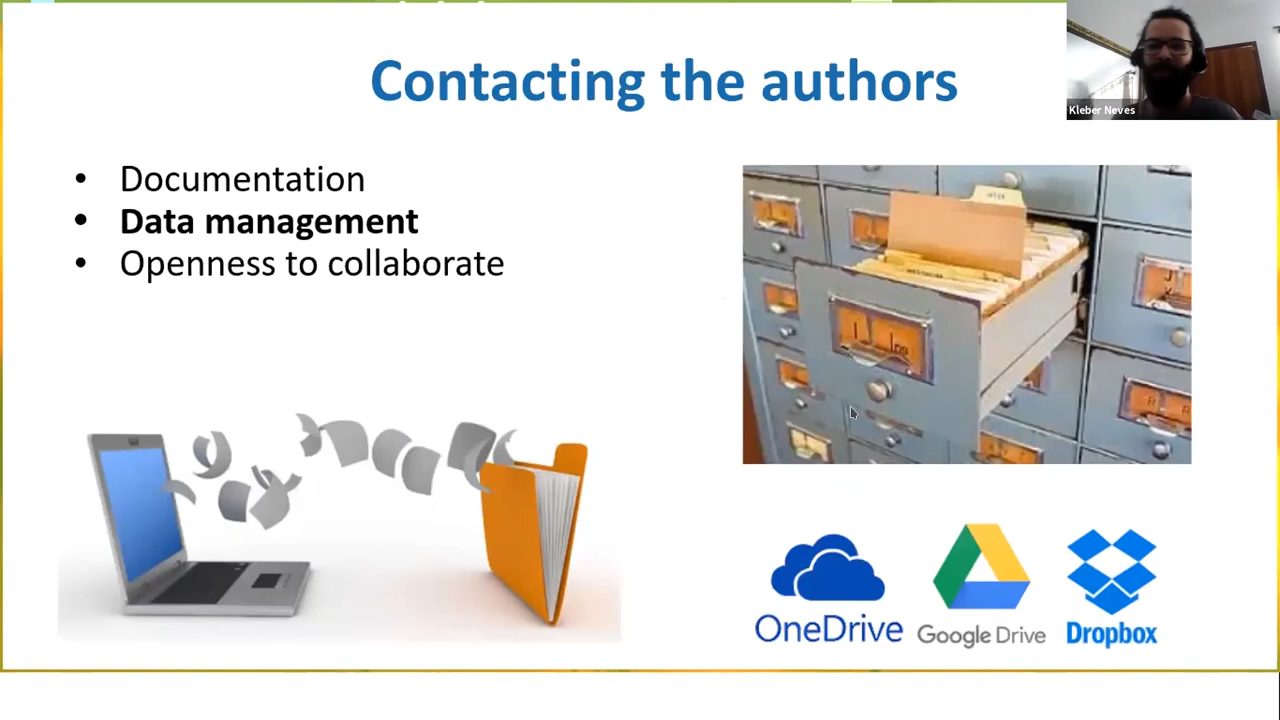 Contacting the authors
Kleber Neves
• Documentation
• Data management
• Openness to collaborate
OneDrive
Google Drive
Dropbox